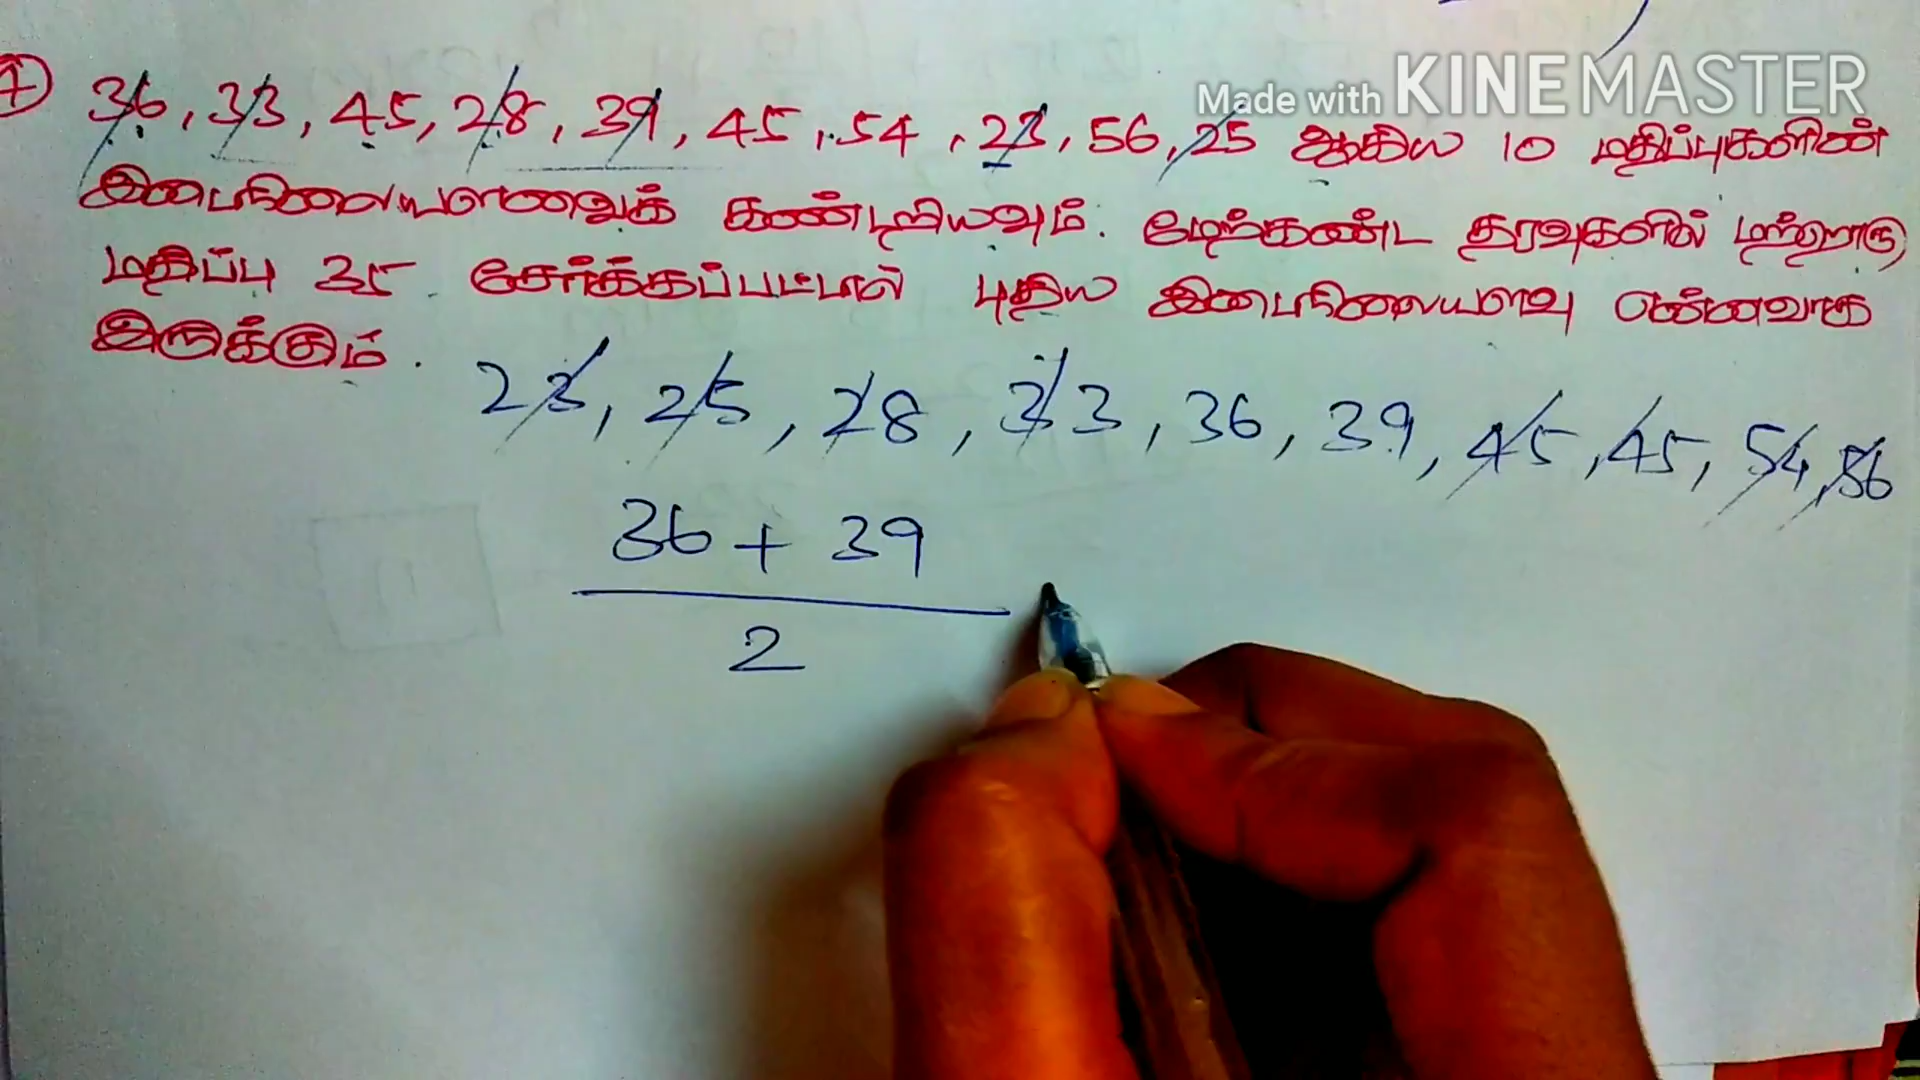 Made with KINEMASTER
36, 33, 45, 28, 39, 45, 54, 23, 56, 25 ஆகிய 10 மதிப்புகளின்
இடைநிலையளவைக் கண்டறியவும். மேற்கண்ட தரவுகளில் மற்றொரு
மதிப்பு 35 சேர்க்கப்பட்டால் புதிய இடைநிலையளவு என்னவாக
இருக்கும்.
23, 25, 28, 33, 36, 39, 45, 45, 54, 56
36 + 39
2